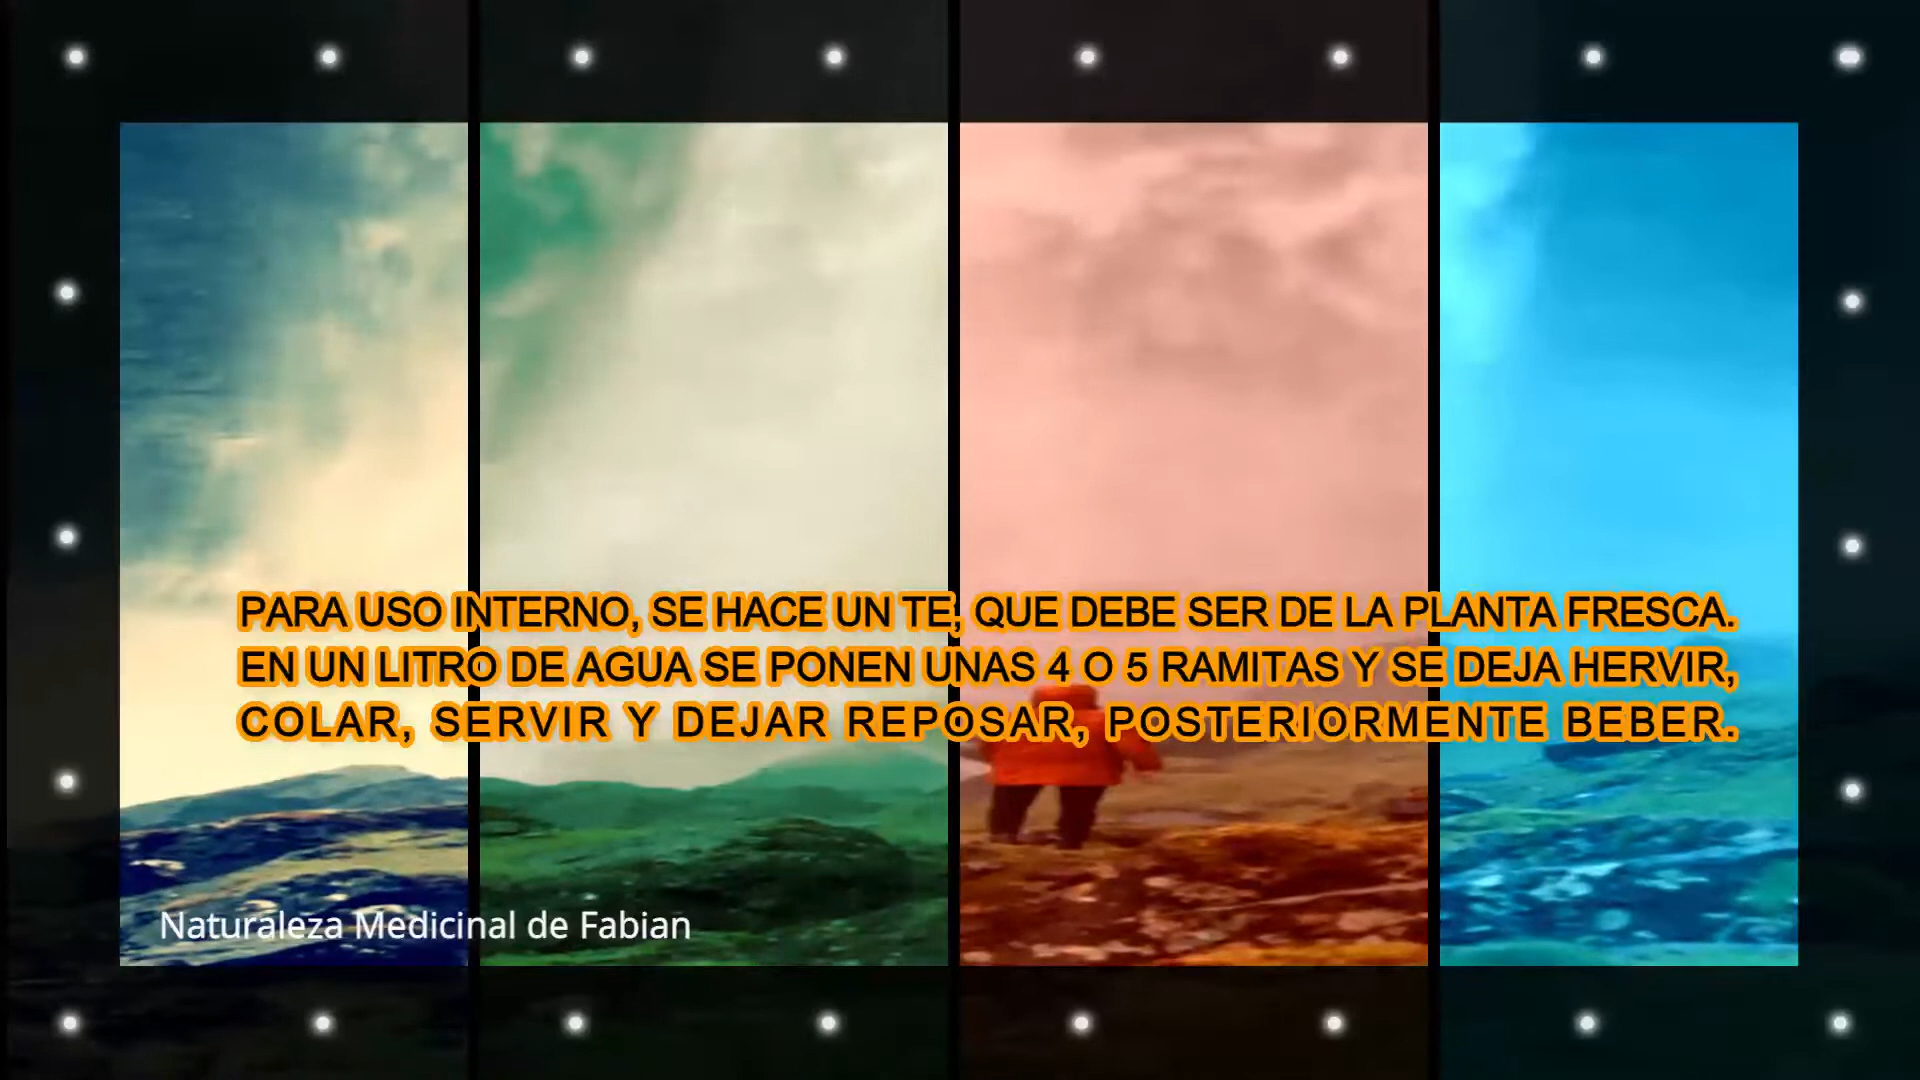 PARA USO INTERNO, SE HACE UN TE, QUE DEBE SER DE LA PLANTA FRESCA.
EN UN LITRO DE AGUA SE PONEN UNAS 4 O 5 RAMITAS Y SE DEJA HERVIR,
COLAR, SERVIR Y DEJAR REPOSAR, POSTERIORMENTE BEBER.
Naturaleza Medicinal de Fabian